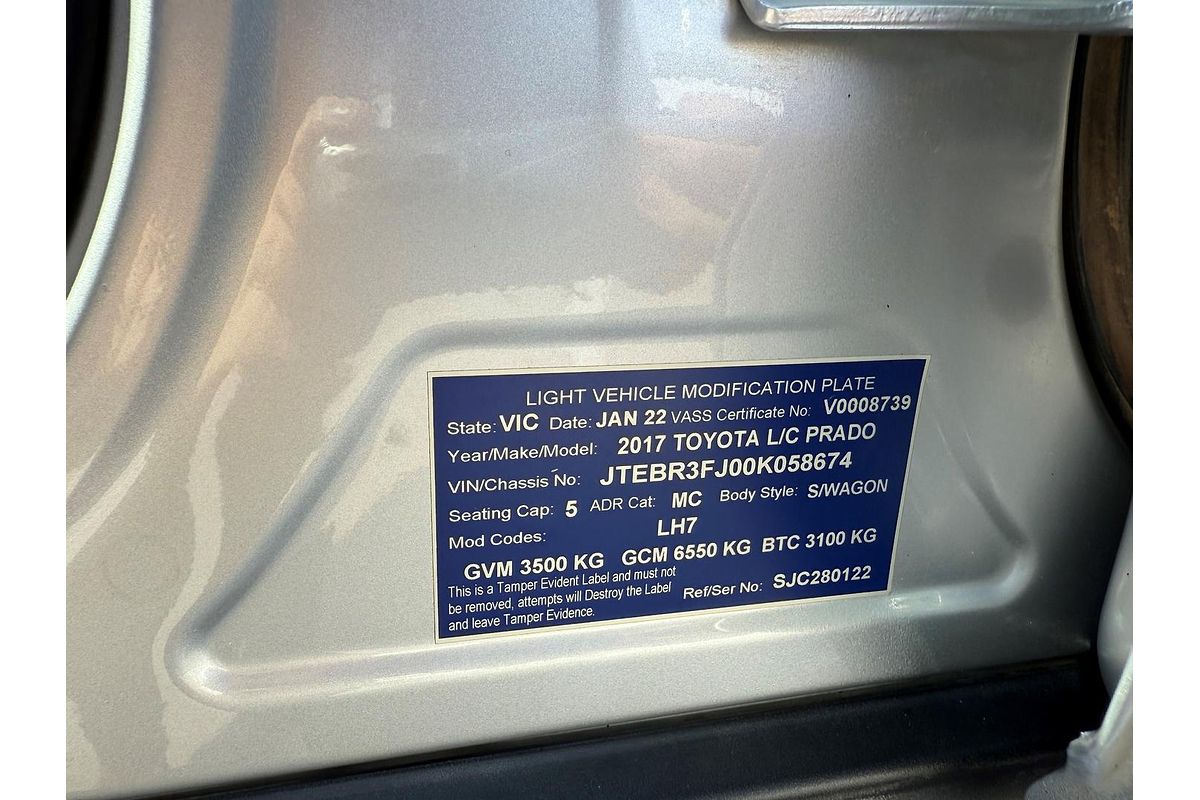 LIGHT VEHICLE MODIFICATION PLATE
State: VIC Date: JAN 22 VASS Certificate No: V0008739
Year/Make/Model: 2017 TOYOTA L/C PRADO
VIN/Chassis No: JTEBR3FJ00K058674
Seating Cap: 5 ADR Cat: MC Body Style: S/WAGON
Mod Codes: LH7
GVM 3500 KG GCM 6550 KG BTC 3100 KG
This is a Tamper Evident Label and must not
be removed, attempts will Destroy the Label
and leave Tamper Evidence.
Ref/Ser No: SJC280122